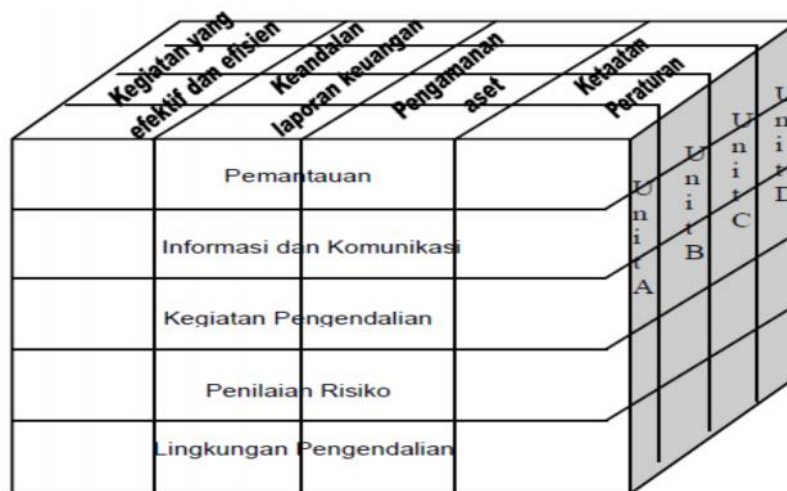 Kegiatan yang
efektif dan efisien
Keandalan
laporan keuangan
Pengamanan
aset
Ketaatan
Peraturan
Pemantauan
Informasi dan Komunikasi
Kegiatan Pengendalian
Penilaian Risiko
Lingkungan Pengendalian
Unit A
Unit B
Unit C
Unit D